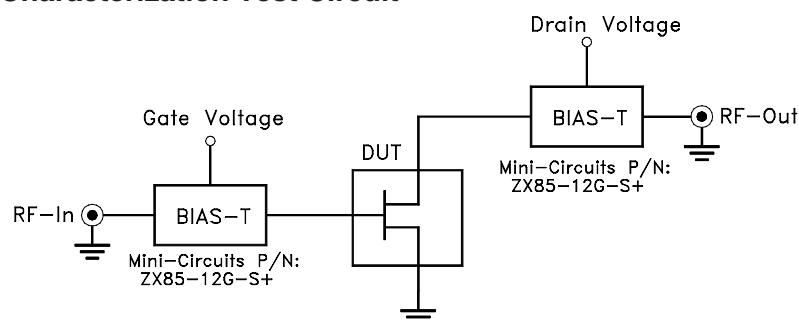 Characterization Test Circuit
Drain Voltage
BIAS-T
RF-Out
Mini-Circuits P/N:
ZX85-12G-S+
Gate Voltage
DUT
RF-In
BIAS-T
Mini-Circuits P/N:
ZX85-12G-S+